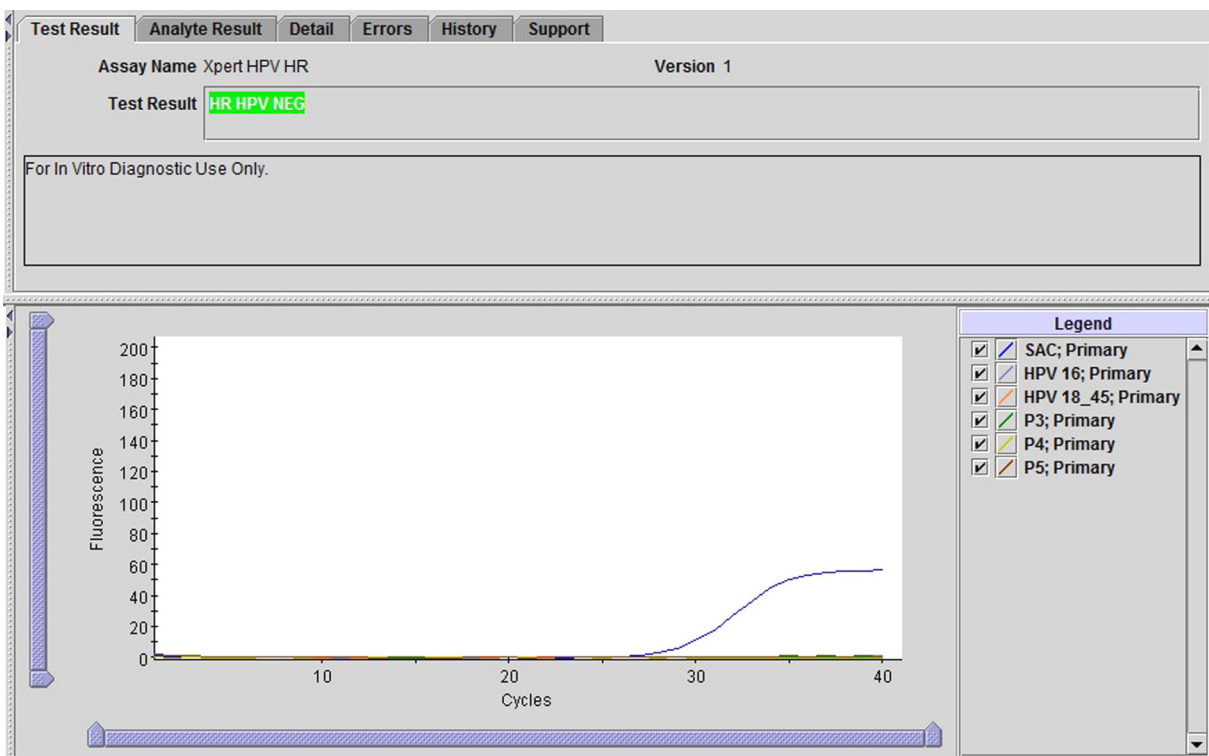 Test Result Analyte Result Detail Errors History Support
Assay Name Xpert HPV HR Version 1
Test Result HR HPV NEG
For In Vitro Diagnostic Use Only.
Legend
SAC; Primary
HPV 16; Primary
HPV 18_45; Primary
P3; Primary
P4; Primary
P5; Primary
200
180
160
140
120
100
80
60
40
20
0
Fluorescence
10 20 30 40
Cycles